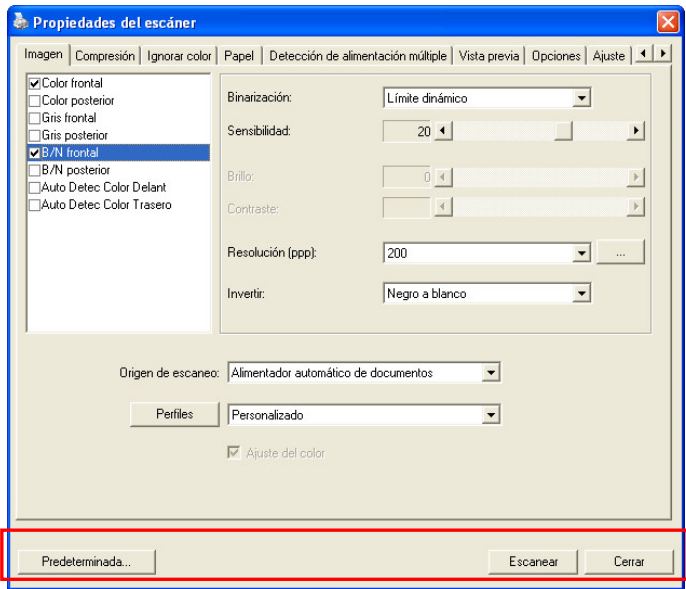 Propiedades del escáner
Imagen Compresión Ignorar color Papel Detección de alimentación múltiple Vista previa Opciones Ajuste
Color frontal
Color posterior
Gris frontal
Gris posterior
B/N frontal
B/N posterior
Auto Detec Color Delant
Auto Detec Color Trasero
Binarización: Límite dinámico
Sensibilidad: 20
Brillo: 0
Contraste:
Resolución (ppp): 200 ...
Invertir: Negro a blanco
Origen de escaneo: Alimentador automático de documentos
Perfiles Personalizado
Ajuste del color
Predeterminada... Escanear Cerrar